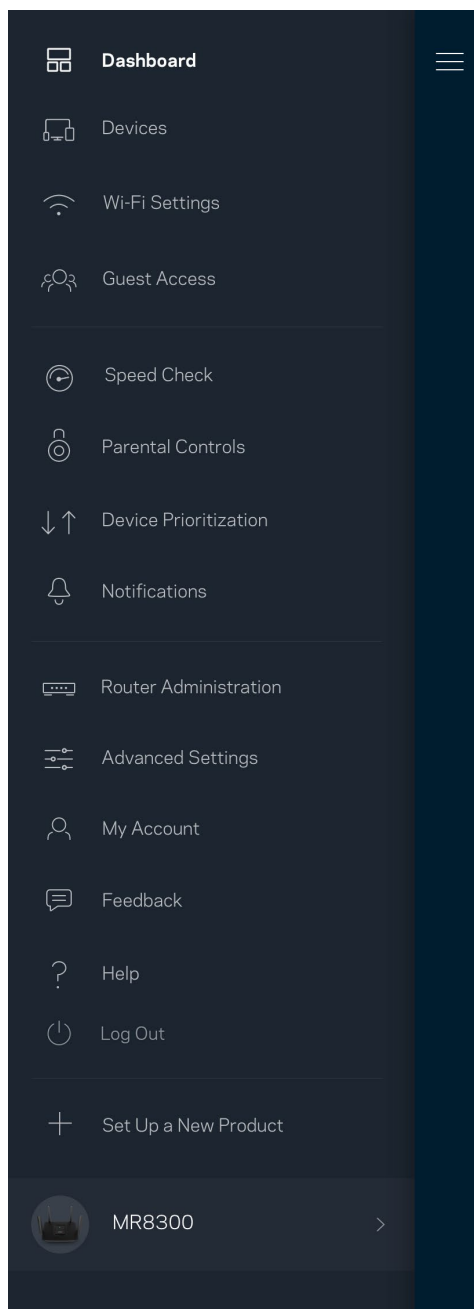 Dashboard
Devices
Wi-Fi Settings
Guest Access
Speed Check
Parental Controls
Device Prioritization
Notifications
Router Administration
Advanced Settings
My Account
Feedback
Help
Log Out
Set Up a New Product
MR8300